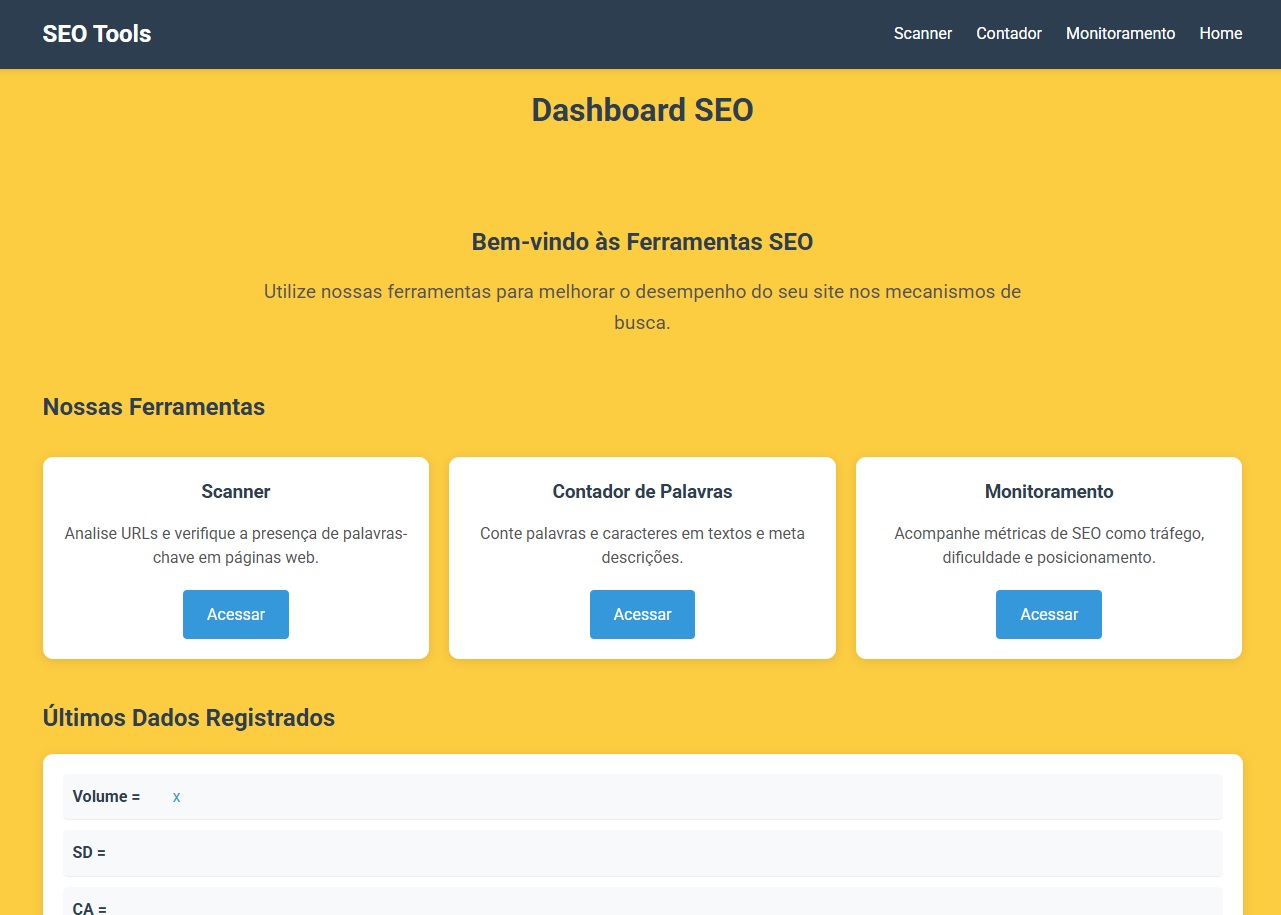 SEO Tools
Scanner Contador Monitoramento Home
Dashboard SEO
Bem-vindo às Ferramentas SEO
Utilize nossas ferramentas para melhorar o desempenho do seu site nos mecanismos de
busca.
Nossas Ferramentas
Scanner
Analise URLs e verifique a presença de palavras-
chave em páginas web.
Acessar
Contador de Palavras
Conte palavras e caracteres em textos e meta
descrições.
Acessar
Monitoramento
Acompanhe métricas de SEO como tráfego,
dificuldade e posicionamento.
Acessar
Últimos Dados Registrados
Volume = x
SD =
CA =